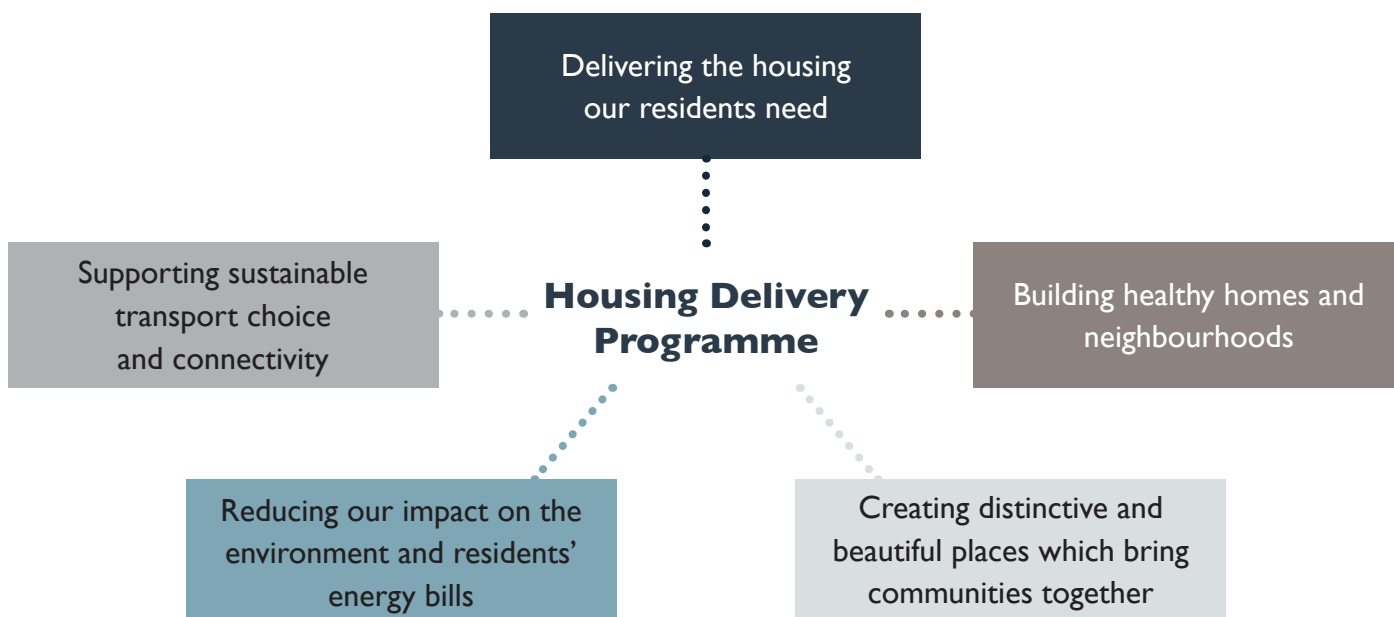 Delivering the housing
our residents need
Supporting sustainable
transport choice
and connectivity
Housing Delivery
Programme
Building healthy homes and
neighbourhoods
Reducing our impact on the
environment and residents’
energy bills
Creating distinctive and
beautiful places which bring
communities together